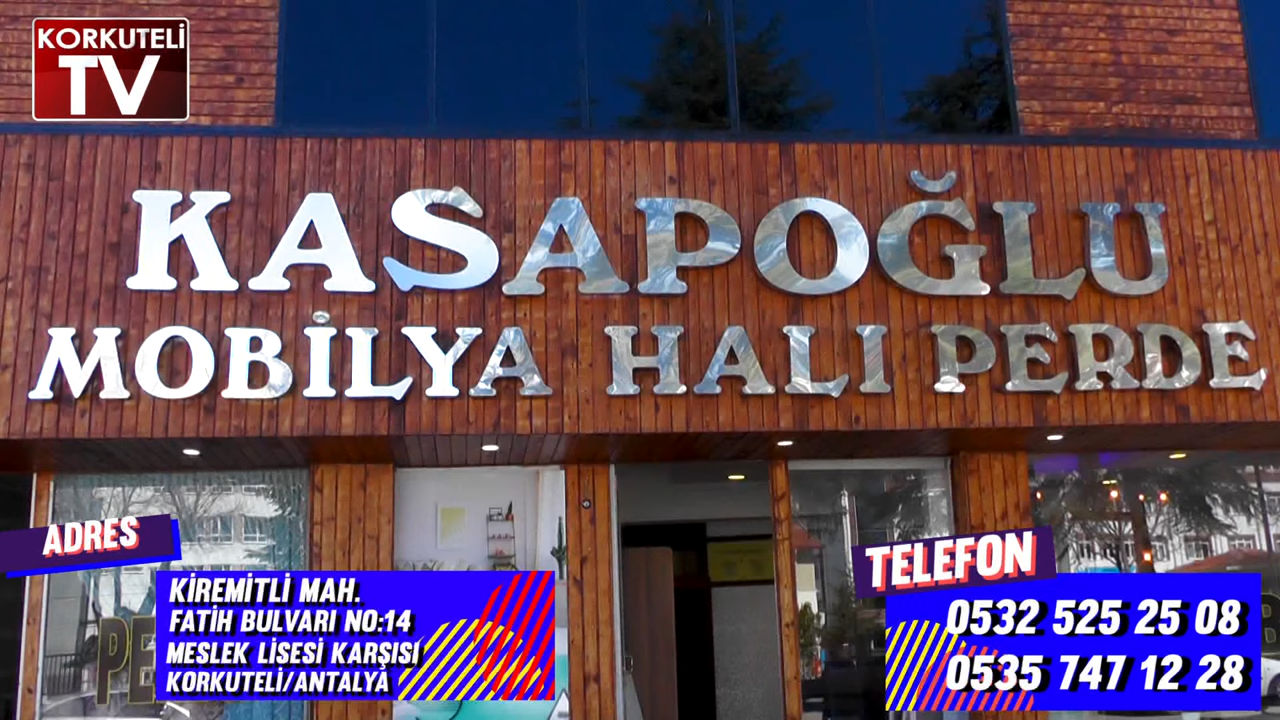 KORKUTELİ
TV
KASAPOĞLU
MOBİLYA HALI PERDE
ADRES
KİREMİTLİ MAH.
FATİH BULVARI NO:14
MESLEK LİSESİ KARŞISI
KORKUTELİ/ANTALYA
TELEFON
0532 525 25 08
0535 747 12 28